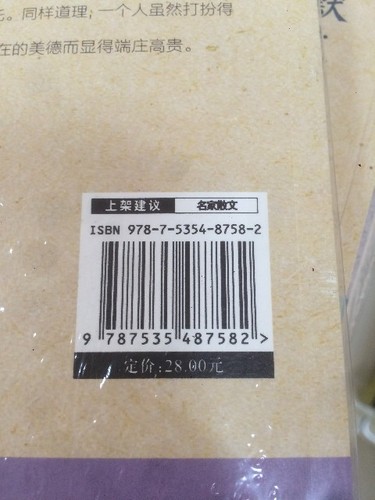 。同样道理；一个人虽然打扮得
在的美德而显得端庄高贵。
上架建议 名家散文
ISBN 978-7-5354-8758-2
9 787535 487582 >
定价:28.00元